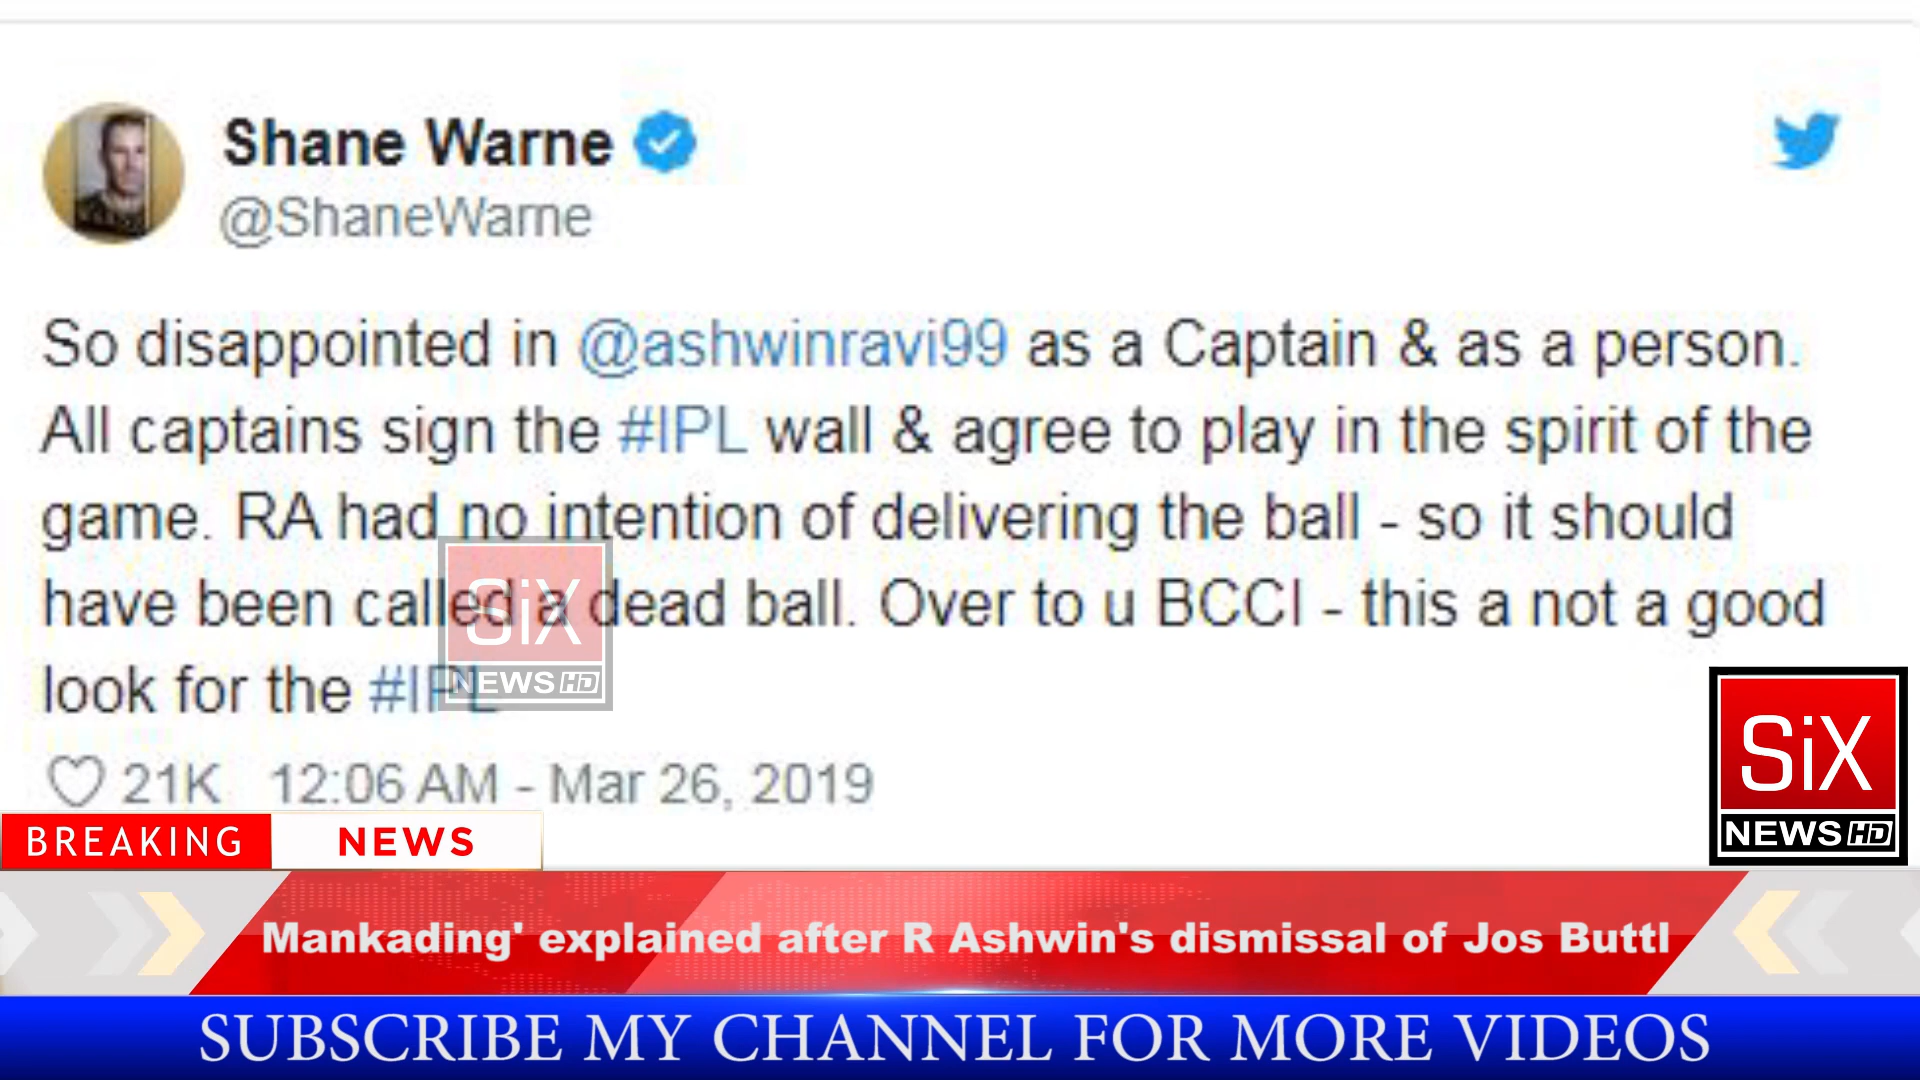 Shane Warne
@ShaneWarne
So disappointed in @ashwinravi99 as a Captain & as a person.
All captains sign the #IPL wall & agree to play in the spirit of the
game. RA had no intention of delivering the ball - so it should
have been called a dead ball. Over to u BCCI - this a not a good
look for the #IPL
SiX
NEWS HD
21K 12:06 AM - Mar 26, 2019
SiX
NEWS HD
BREAKING NEWS
Mankading' explained after R Ashwin's dismissal of Jos Buttl
SUBSCRIBE MY CHANNEL FOR MORE VIDEOS